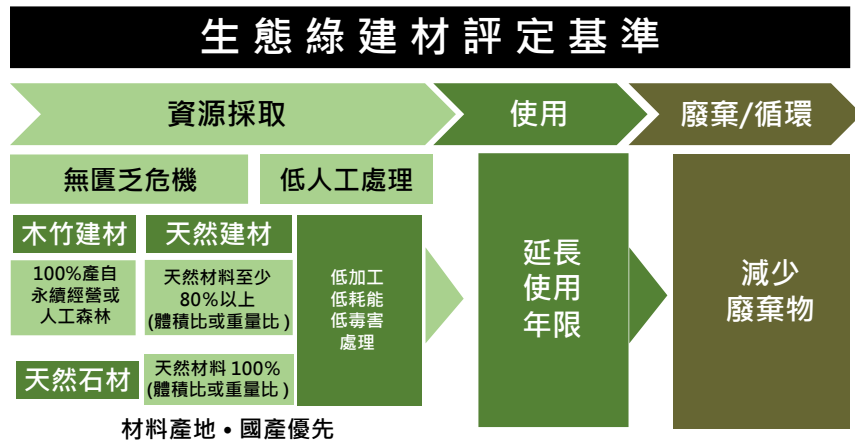 生態綠建材評定基準
資源採取
使用
廢棄/循環
無匱乏危機
低人工處理
木竹建材
天然建材
100%產自
永續經營或
人工森林
天然材料至少
80%以上
(體積比或重量比)
低加工
低耗能
低毒害
處理
延長
使用
年限
減少
廢棄物
天然石材
天然材料 100%
(體積比或重量比)
材料產地•國產優先